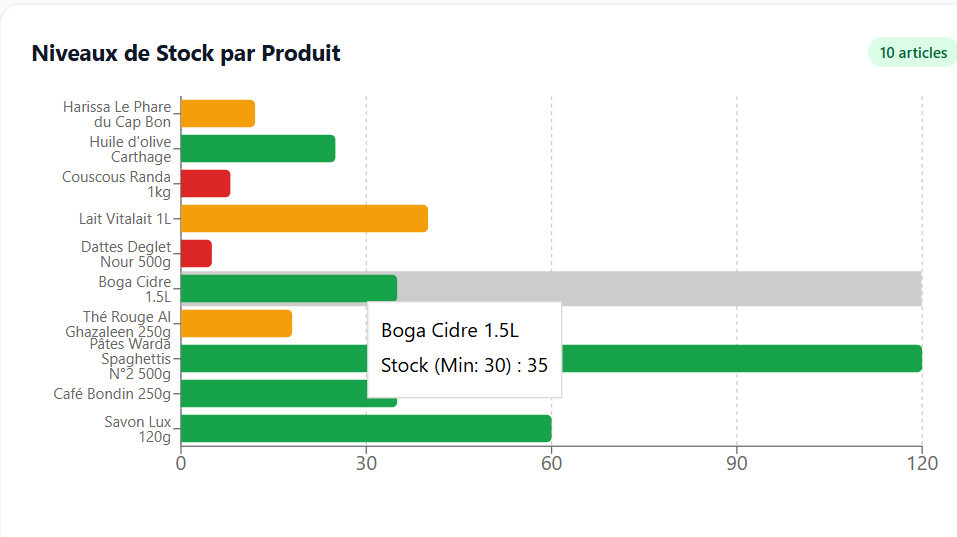 Niveaux de Stock par Produit
10 articles
Harissa Le Phare
du Cap Bon
Huile d'olive
Carthage
Couscous Randa
1kg
Lait Vitalait 1L
Dattes Deglet
Nour 500g
Boga Cidre
1.5L
Thé Rouge Al
Ghazaleen 250g
Pâtes Warda
Spaghettis
N°2 500g
Café Bondin 250g
Savon Lux
120g
Boga Cidre 1.5L
Stock (Min: 30) : 35
0
30
60
90
120